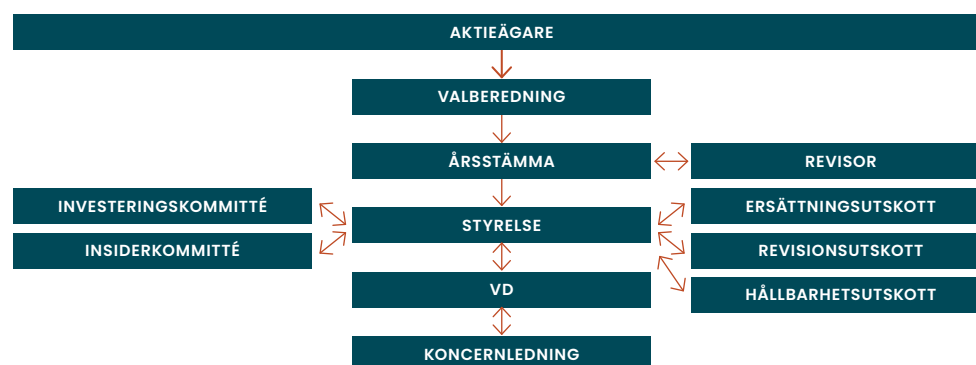 AKTIEÄGARE
VALBEREDNING
ÅRSSTÄMMA
REVISOR
INVESTERINGSKOMMITTÉ
ERSÄTTNINGSUTSKOTT
STYRELSE
INSIDERKOMMITTÉ
REVISIONSUTSKOTT
VD
HÅLLBARHETSUTSKOTT
KONCERNLEDNING